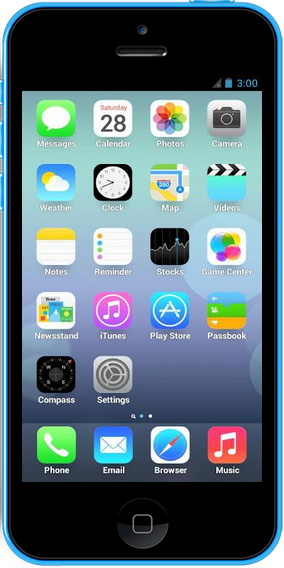 3:00
Saturday
28
Messages Calendar Photos Camera
280
Weather Clock Map Videos
Notes Reminder Stocks Game Center
Newsstand iTunes Play Store Passbook
N
Compass Settings
Phone Email Browser Music